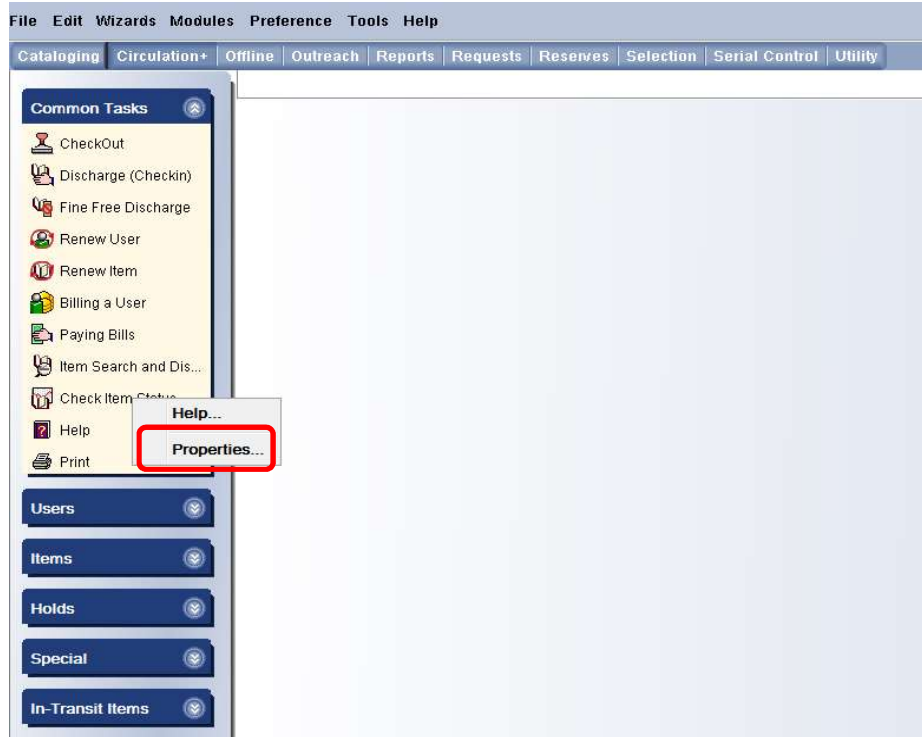 File Edit Wizards Modules Preference Tools Help
Cataloging Circulation+ Offline Outreach Reports Requests Reserves Selection Serial Control Utility
Common Tasks
CheckOut
Discharge (Checkin)
Fine Free Discharge
Renew User
Renew Item
Billing a User
Paying Bills
Item Search and Dis...
Check Item Status
Help...
Help
Properties...
Print
Users
Items
Holds
Special
In-Transit Items